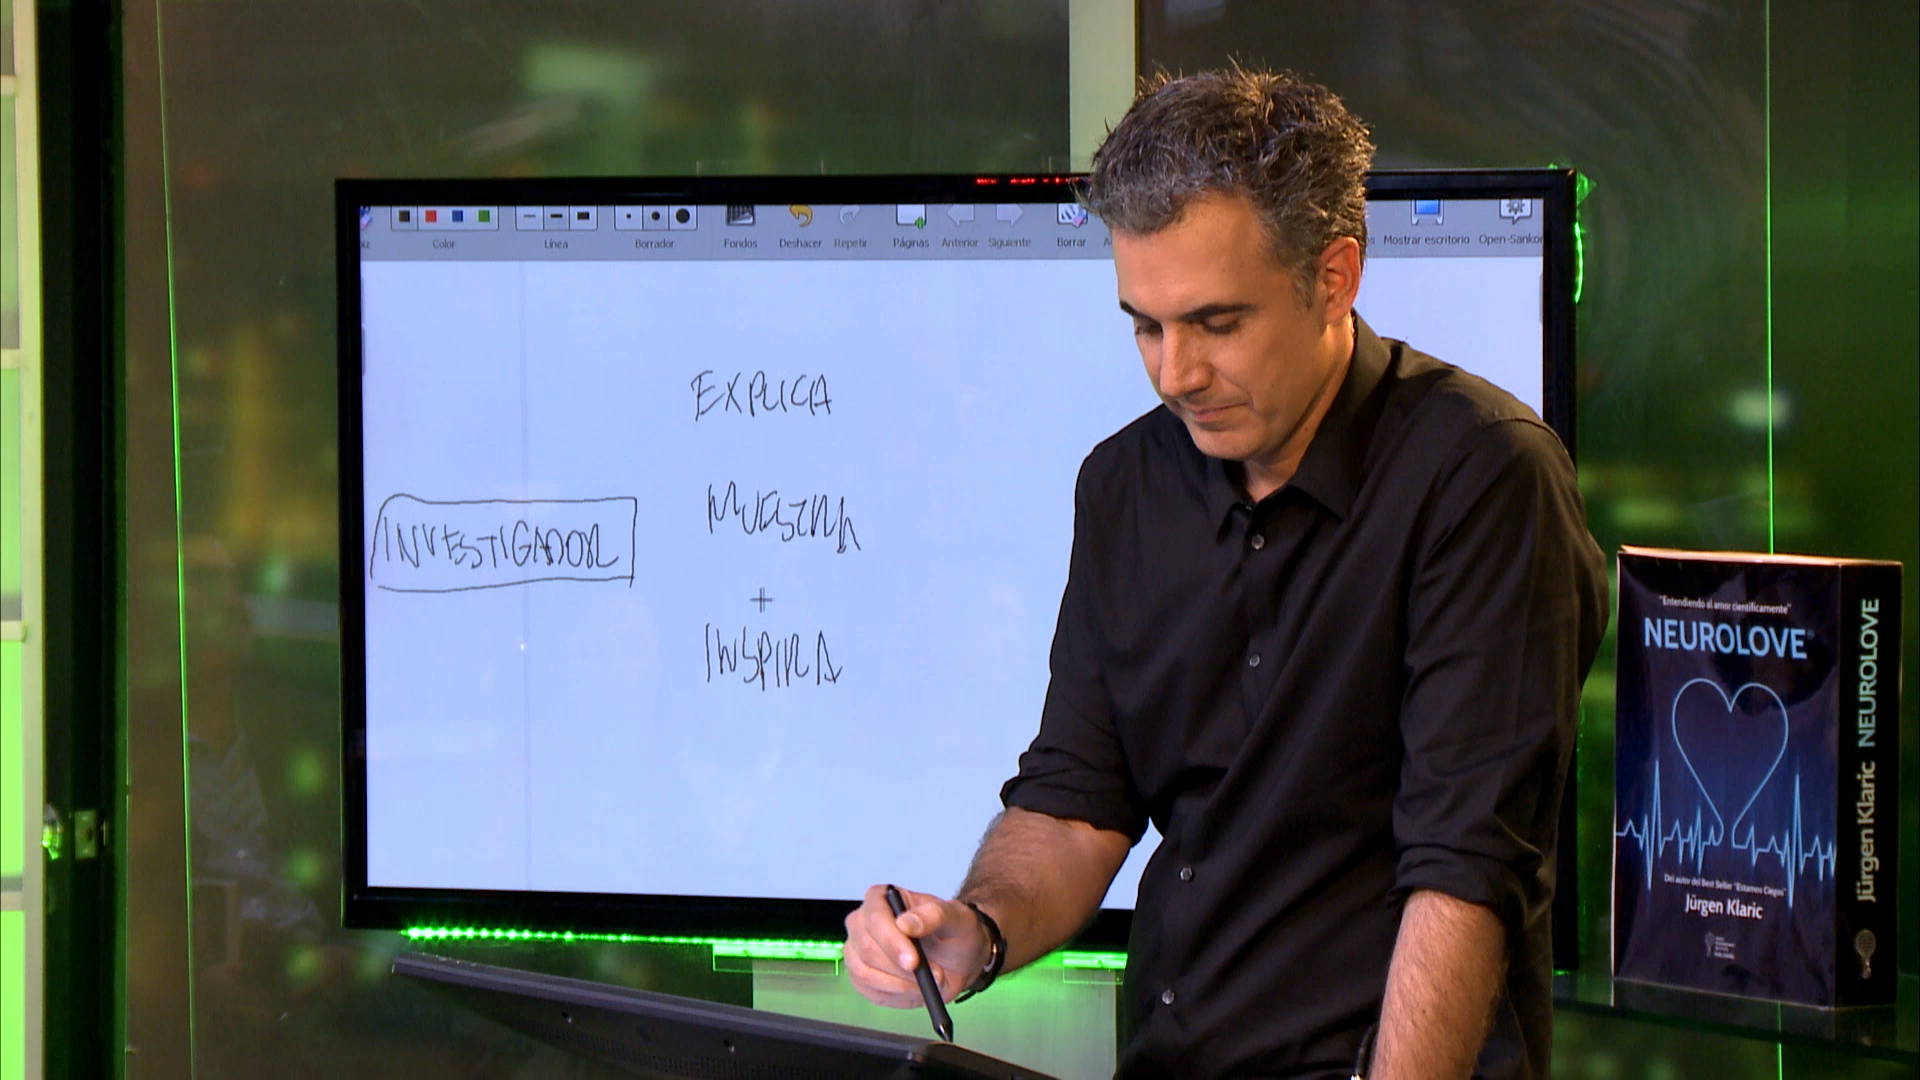 Color
Línea
Borrador
Fondos
Deshacer
Repetir
Páginas
Anterior
Siguiente
Borrar
Mostrar escritorio
Open-Sankor
EXPLICA
MUESTRA
+
INSPIRA
INVESTIGADOR
"Entendiendo al amor científicamente"
NEUROLOVE
Del autor del Best Seller "Estamos Ciegos"
Jürgen Klaric
Jürgen Klaric NEUROLOVE